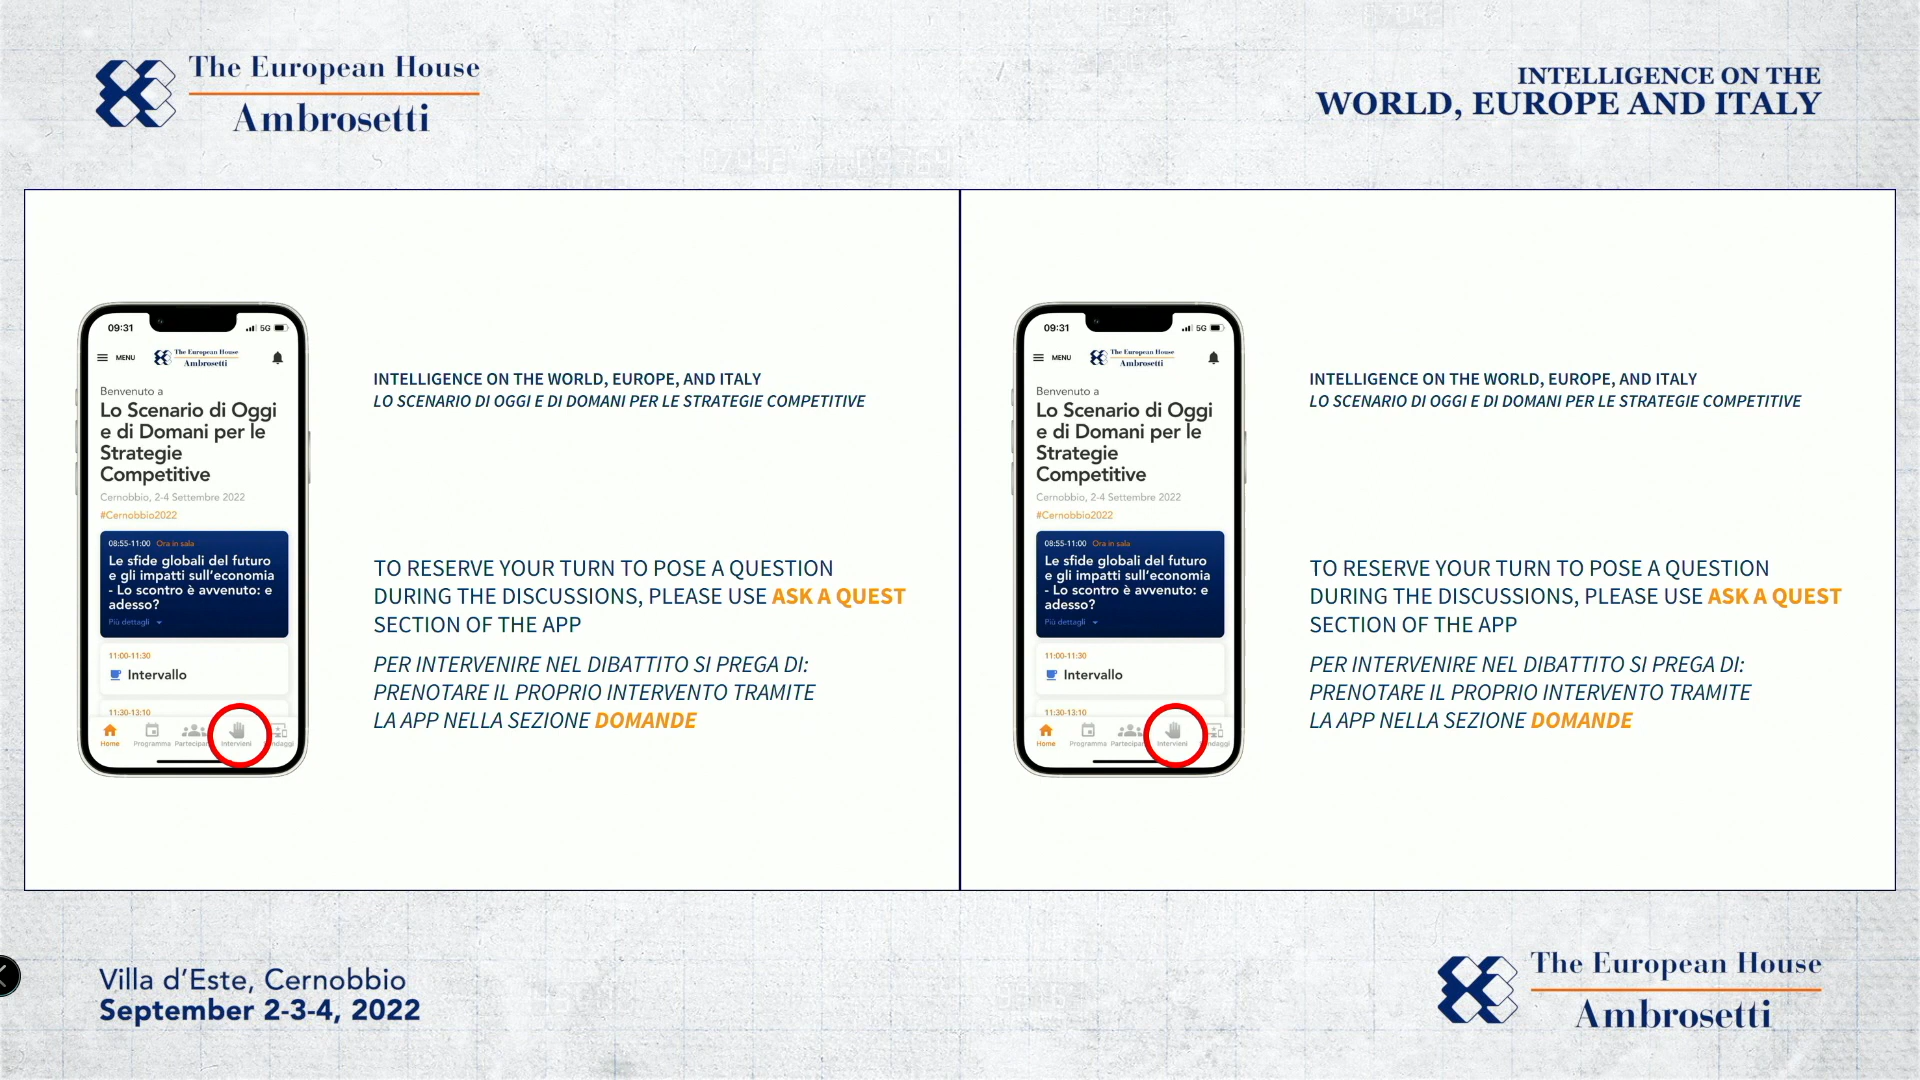 The European House
Ambrosetti
INTELLIGENCE ON THE
WORLD, EUROPE AND ITALY
09:31
5G
MENU
The European House
Ambrosetti
Benvenuto a
Lo Scenario di Oggi
e di Domani per le
Strategie
Competitive
Cernobbio, 2-4 Settembre 2022
#Cernobbio2022
08:55-11:00 Ora in sala
Le sfide globali del futuro
e gli impatti sull'economia
- Lo scontro è avvenuto: e
adesso?
Più dettagli
11:00-11:30
Intervallo
11:30-13:10
Home Programma Partecipan Intervieni ndaggi
INTELLIGENCE ON THE WORLD, EUROPE, AND ITALY
LO SCENARIO DI OGGI E DI DOMANI PER LE STRATEGIE COMPETITIVE
TO RESERVE YOUR TURN TO POSE A QUESTION
DURING THE DISCUSSIONS, PLEASE USE ASK A QUEST
SECTION OF THE APP
PER INTERVENIRE NEL DIBATTITO SI PREGA DI:
PRENOTARE IL PROPRIO INTERVENTO TRAMITE
LA APP NELLA SEZIONE DOMANDE
09:31
5G
MENU
The European House
Ambrosetti
Benvenuto a
Lo Scenario di Oggi
e di Domani per le
Strategie
Competitive
Cernobbio, 2-4 Settembre 2022
#Cernobbio2022
08:55-11:00 Ora in sala
Le sfide globali del futuro
e gli impatti sull'economia
- Lo scontro è avvenuto: e
adesso?
Più dettagli
11:00-11:30
Intervallo
11:30-13:10
Home Programma Partecipan Intervieni ndaggi
INTELLIGENCE ON THE WORLD, EUROPE, AND ITALY
LO SCENARIO DI OGGI E DI DOMANI PER LE STRATEGIE COMPETITIVE
TO RESERVE YOUR TURN TO POSE A QUESTION
DURING THE DISCUSSIONS, PLEASE USE ASK A QUEST
SECTION OF THE APP
PER INTERVENIRE NEL DIBATTITO SI PREGA DI:
PRENOTARE IL PROPRIO INTERVENTO TRAMITE
LA APP NELLA SEZIONE DOMANDE
Villa d'Este, Cernobbio
September 2-3-4, 2022
The European House
Ambrosetti